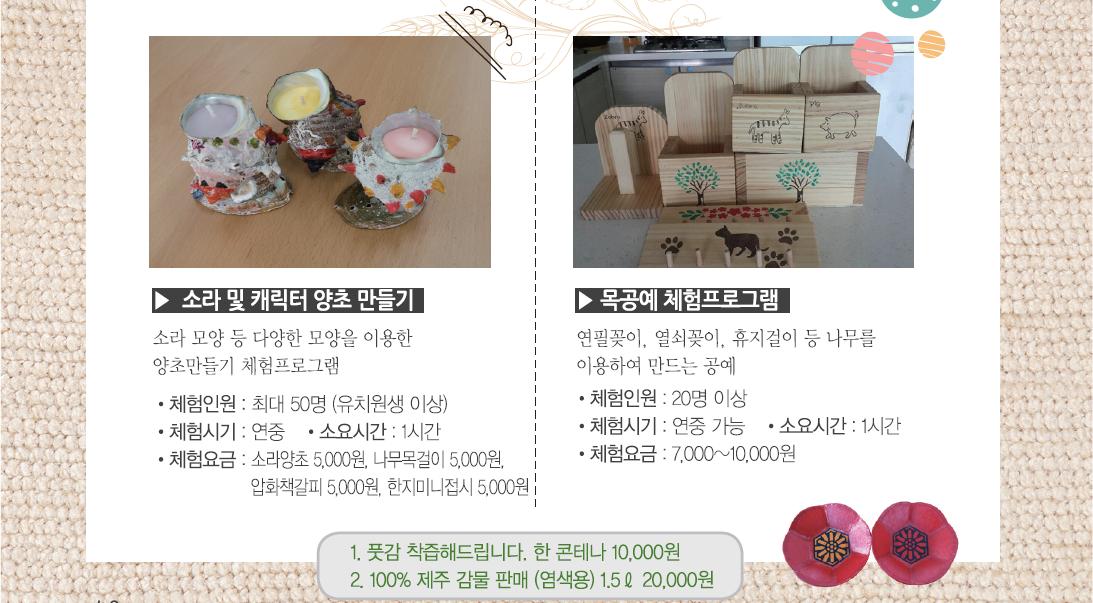 ▶ 소라 및 캐릭터 양초 만들기
소라 모양 등 다양한 모양을 이용한
양초만들기 체험프로그램
• 체험인원 : 최대 50명 (유치원생 이상)
• 체험시기 : 연중 • 소요시간 : 1시간
• 체험요금 : 소라양초 5,000원, 나무목걸이 5,000원,
압화책갈피 5,000원, 한지미니접시 5,000원
▶ 목공예 체험프로그램
연필꽂이, 열쇠꽂이, 휴지걸이 등 나무를
이용하여 만드는 공예
• 체험인원 : 20명 이상
• 체험시기 : 연중 가능 • 소요시간 : 1시간
• 체험요금 : 7,000~10,000원
1. 풋감 착즙해드립니다. 한 콘테나 10,000원
2. 100% 제주 감물 판매 (염색용) 1.5ℓ 20,000원